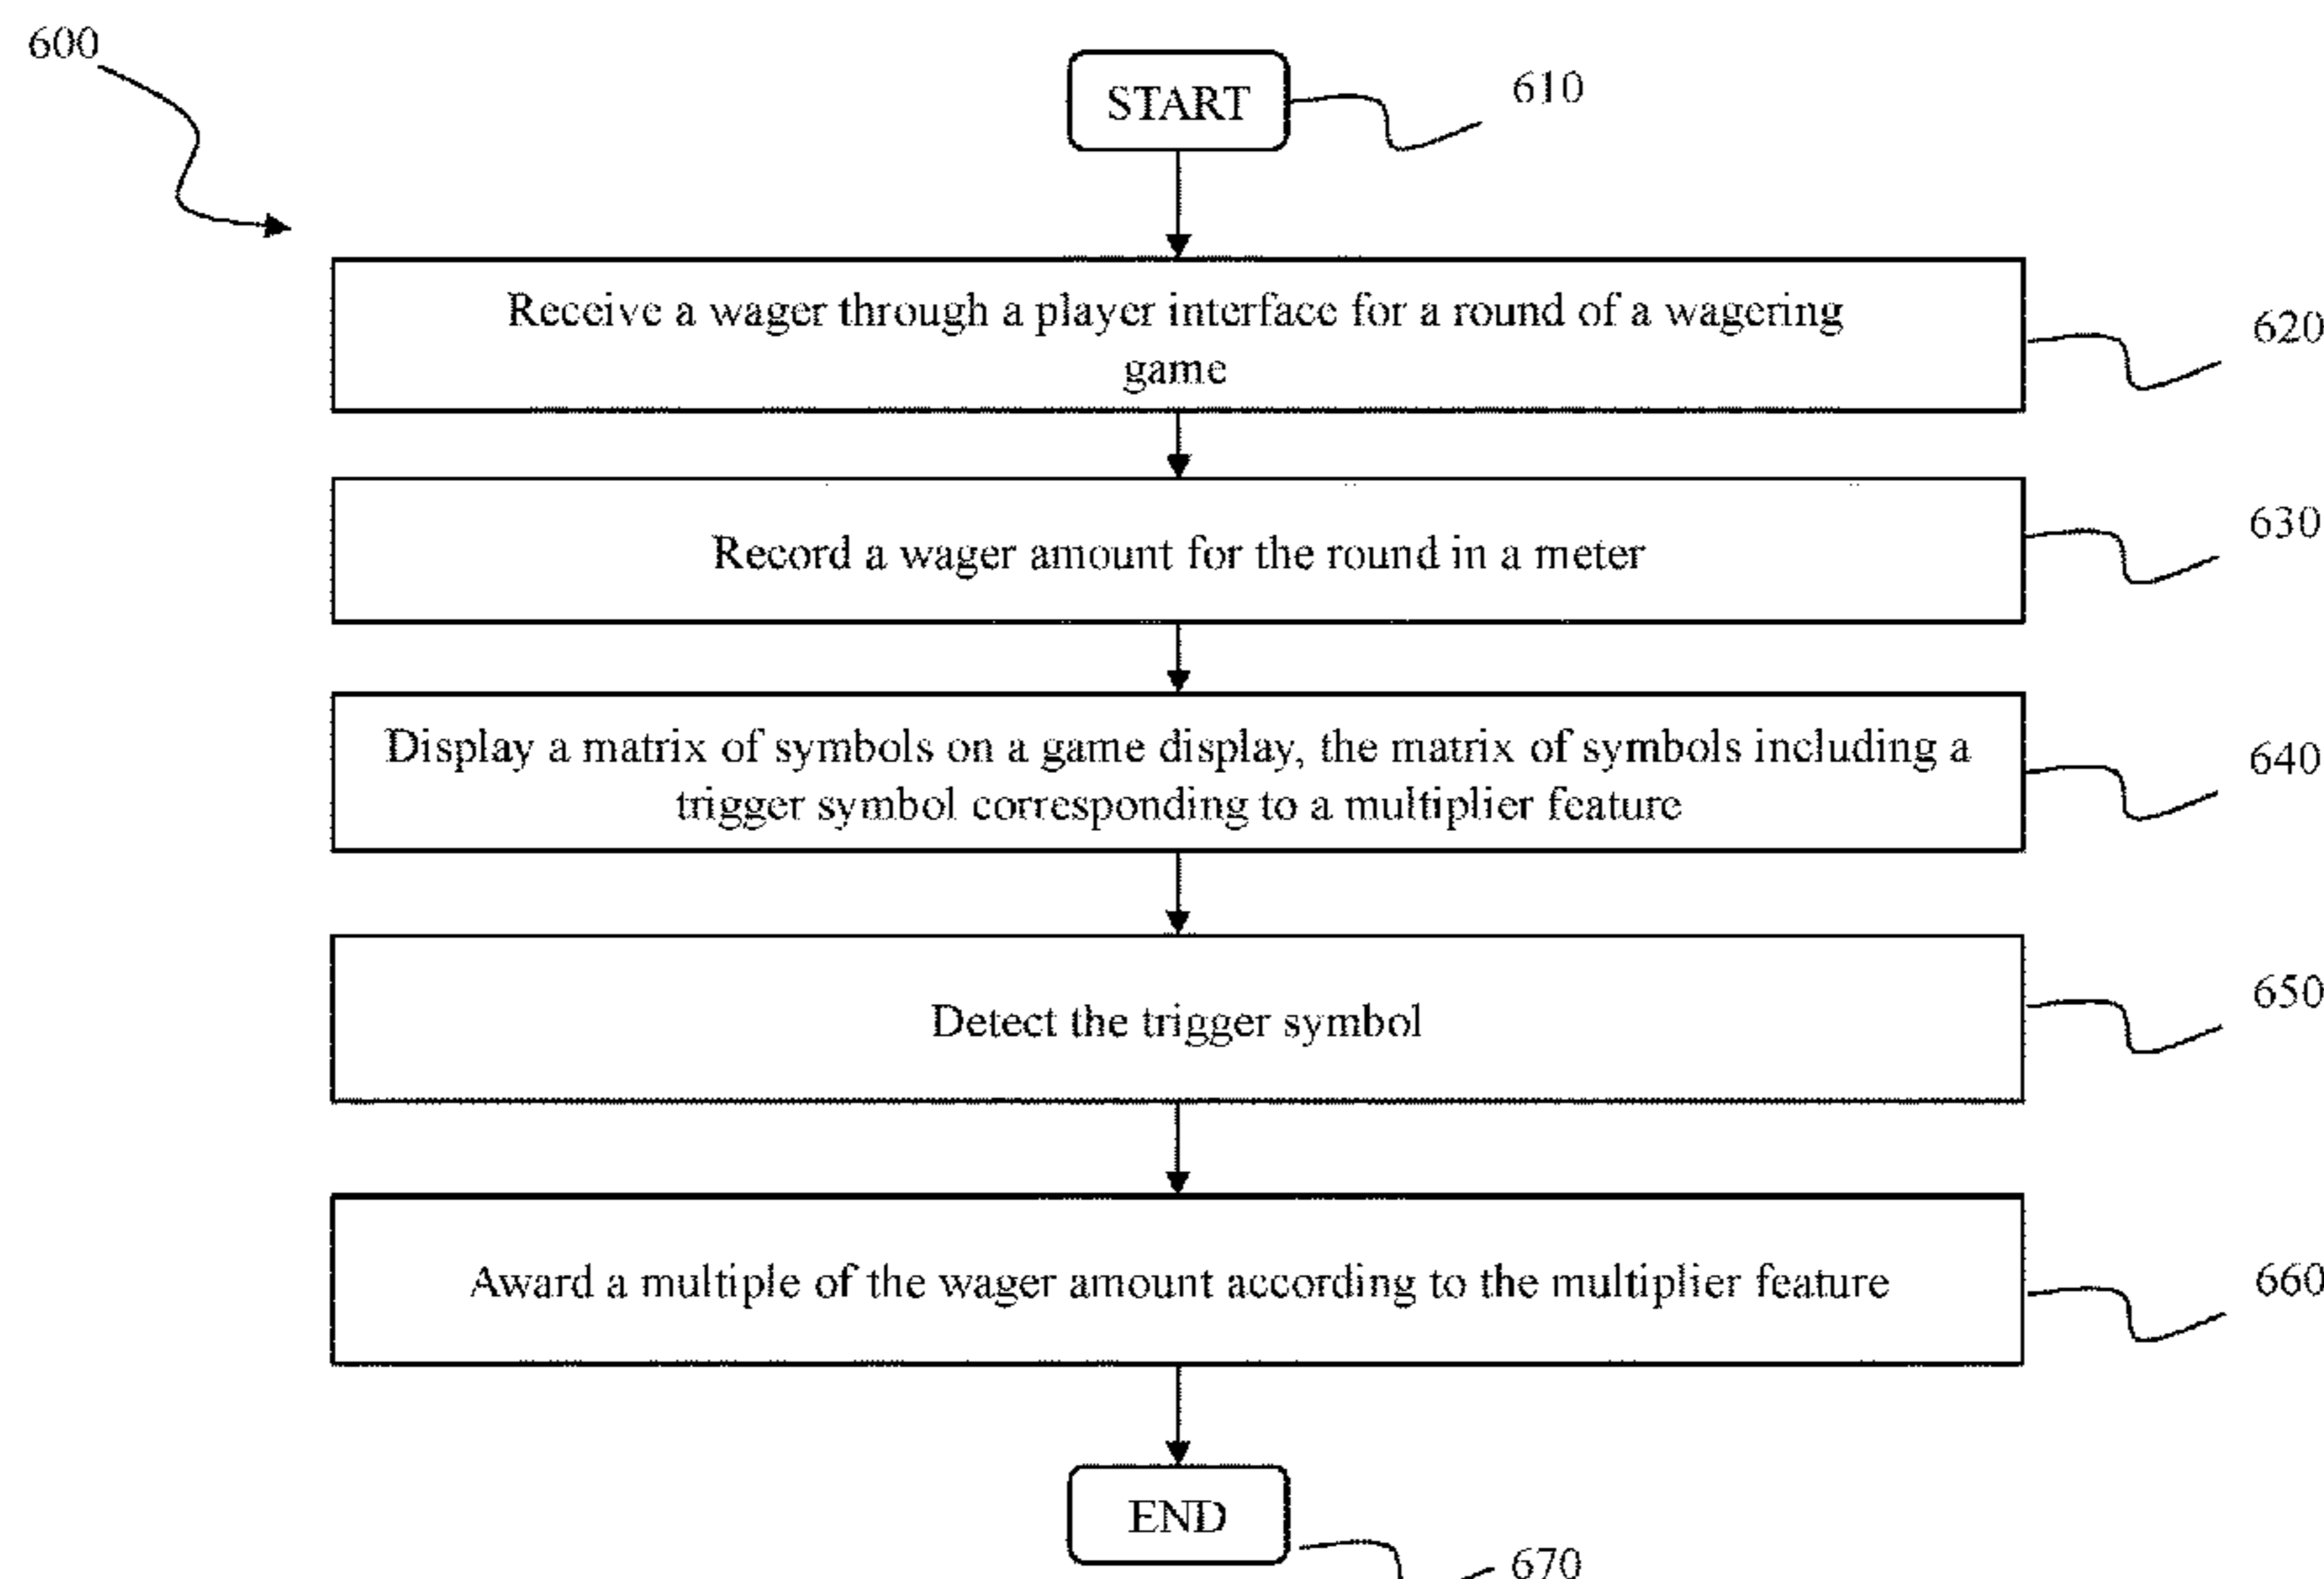 600
START
610
Receive a wager through a player interface for a round of a wagering
game
620
Record a wager amount for the round in a meter
630
Display a matrix of symbols on a game display, the matrix of symbols including a
trigger symbol corresponding to a multiplier feature
640
Detect the trigger symbol
650
Award a multiple of the wager amount according to the multiplier feature
660
END
670